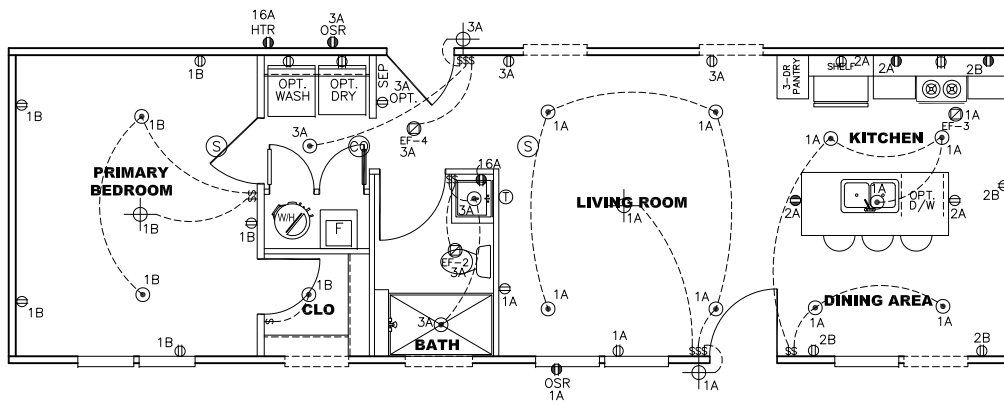 16A
HTR
3A
OSR
3A
1B
3A
3A
SEP
OPT.
WASH
OPT.
DRY
3A
OPT.
$$$
3-DR
PANTRY
SHELF
2A
2A
1I
2B
1B
1B
S
3A
EF-4
3A
S
1A
1A
1A
EF-3
KITCHEN
1A
1A
PRIMARY
BEDROOM
1B
$$
1B
W/H
F
$$
16A
3A
T
EF-2
3A
LIVING ROOM
1A
2A
1A
OPT.
D/W
2A
2B
1B
1B
1B
CLO
$
3A
BATH
1A
1A
1A
$$$
1A
OSR
1A
DINING AREA
1A
1A
$$
2B
2B
1B